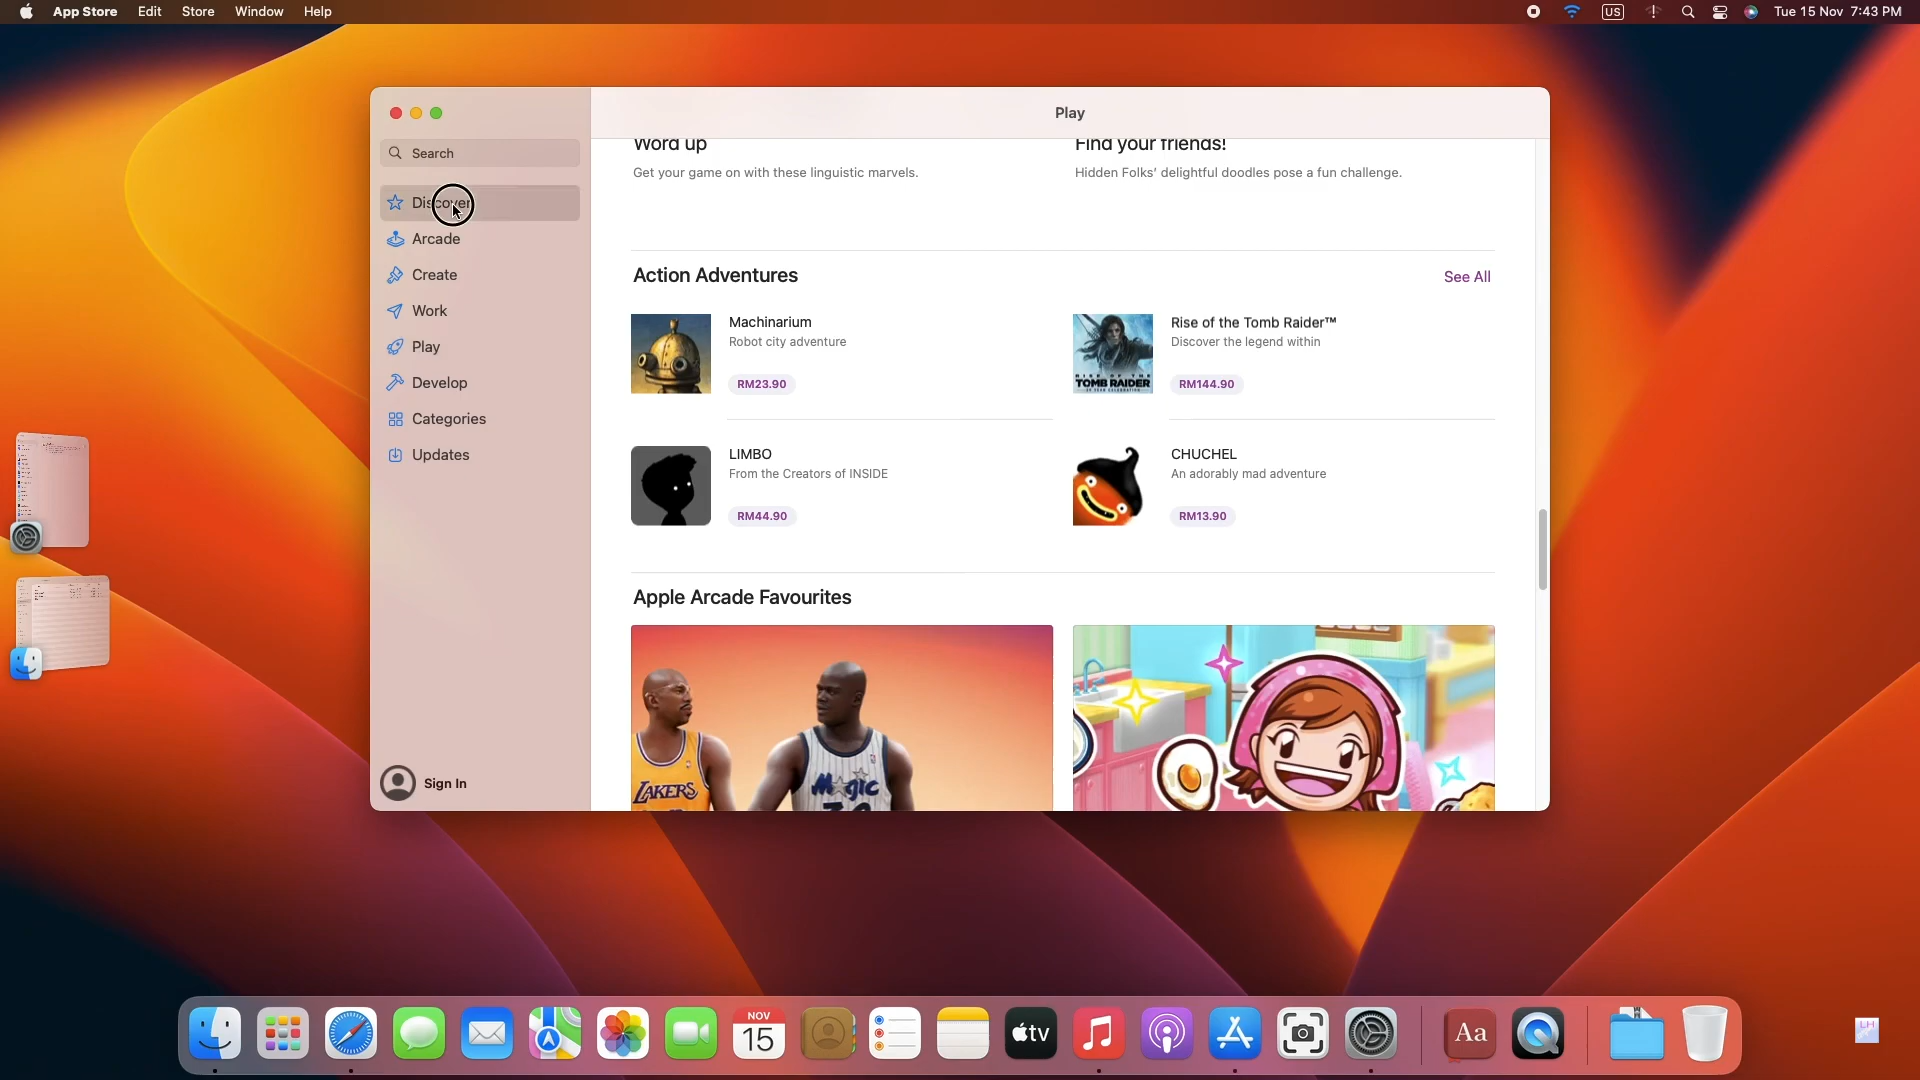 App Store Edit Store Window Help
US
Tue 15 Nov 7:43 PM
Play
Search
Discover
Arcade
Create
Work
Play
Develop
Categories
Updates
Sign In
Word up
Get your game on with these linguistic marvels.
Find your friends!
Hidden Folks' delightful doodles pose a fun challenge.
Action Adventures
See All
Machinarium
Robot city adventure
RM23.90
Rise of the Tomb Raider™
Discover the legend within
RM144.90
RISE OF THE
TOMB RAIDER
LIMBO
From the Creators of INSIDE
RM44.90
CHUCHEL
An adorably mad adventure
RM13.90
Apple Arcade Favourites
LAKERS
Magic
NOV
15
tv
Aa
LH